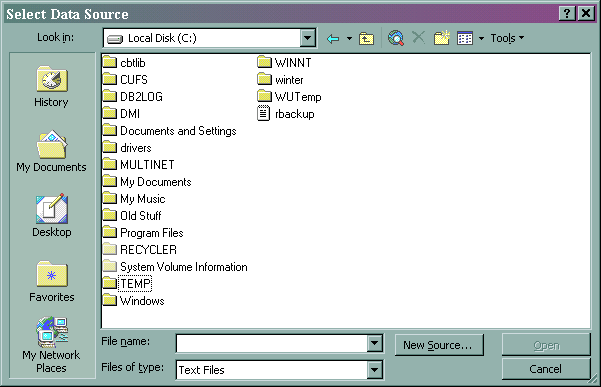 Select Data Source
Look in: Local Disk (C:) Tools
History
My Documents
Desktop
Favorites
My Network Places
cbtlib
CUFS
DB2LOG
DMI
Documents and Settings
drivers
MULTINET
My Documents
My Music
Old Stuff
Program Files
RECYCLER
System Volume Information
TEMP
Windows
WINNT
winter
WUTemp
rbackup
File name: New Source... Open
Files of type: Text Files Cancel